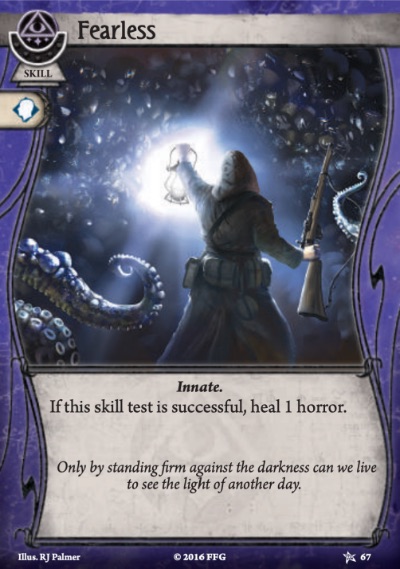 Fearless
SKILL
Innate.
If this skill test is successful, heal 1 horror.
Only by standing firm against the darkness can we live
to see the light of another day.
Illus. RJ Palmer
© 2016 FFG
67